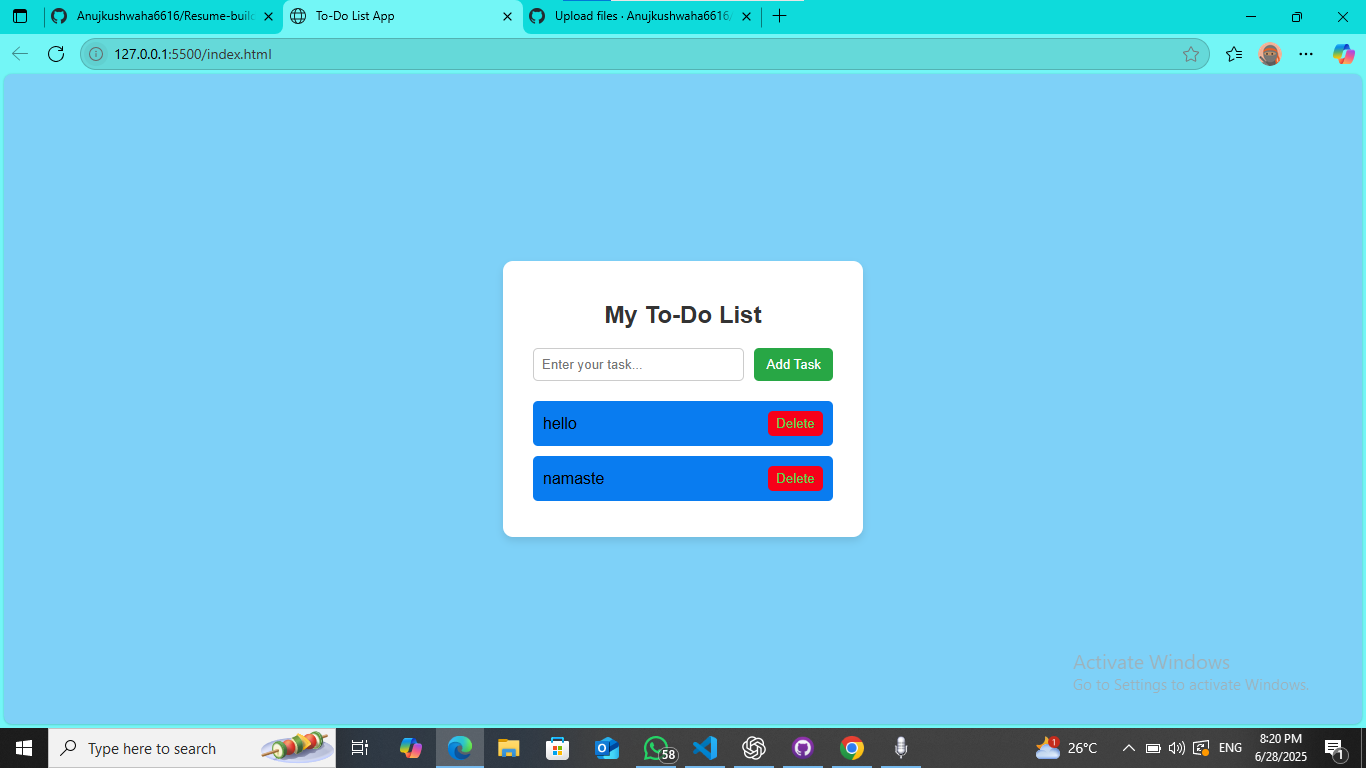 Anujkushwaha6616/Resume-build
To-Do List App
Upload files · Anujkushwaha6616/
127.0.0.1:5500/index.html
My To-Do List
Enter your task...
Add Task
hello
Delete
namaste
Delete
Activate Windows
Go to Settings to activate Windows.
Type here to search
58
1
26°C
ENG
8:20 PM
6/28/2025
1